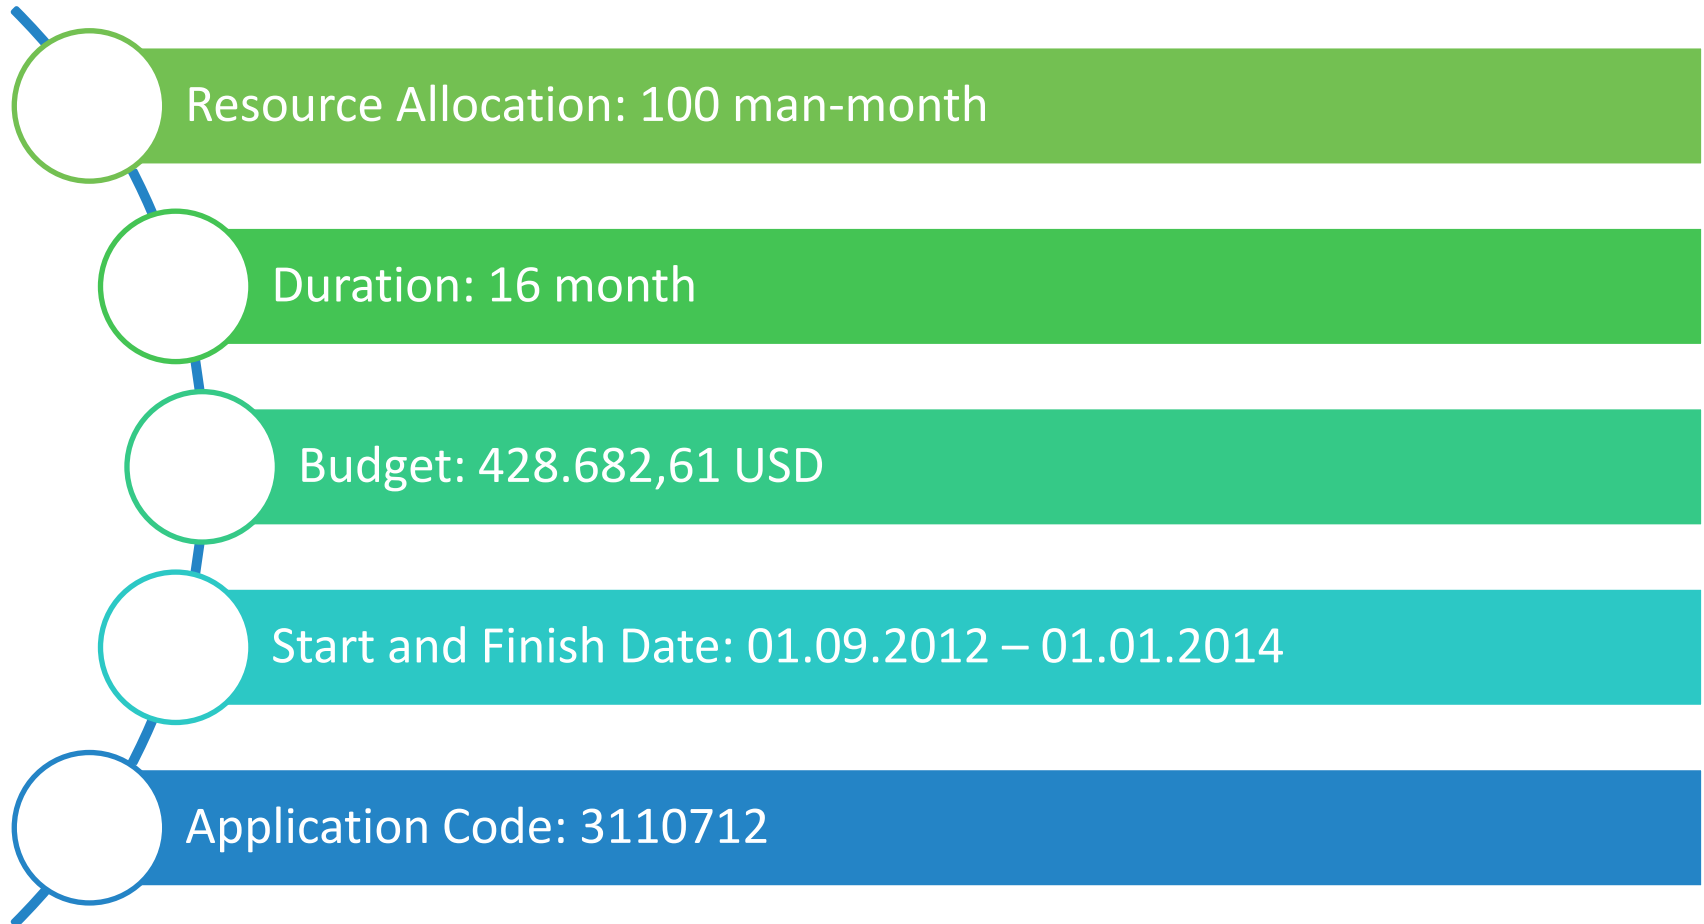 Resource Allocation: 100 man-month
Duration: 16 month
Budget: 428.682,61 USD
Start and Finish Date: 01.09.2012 – 01.01.2014
Application Code: 3110712